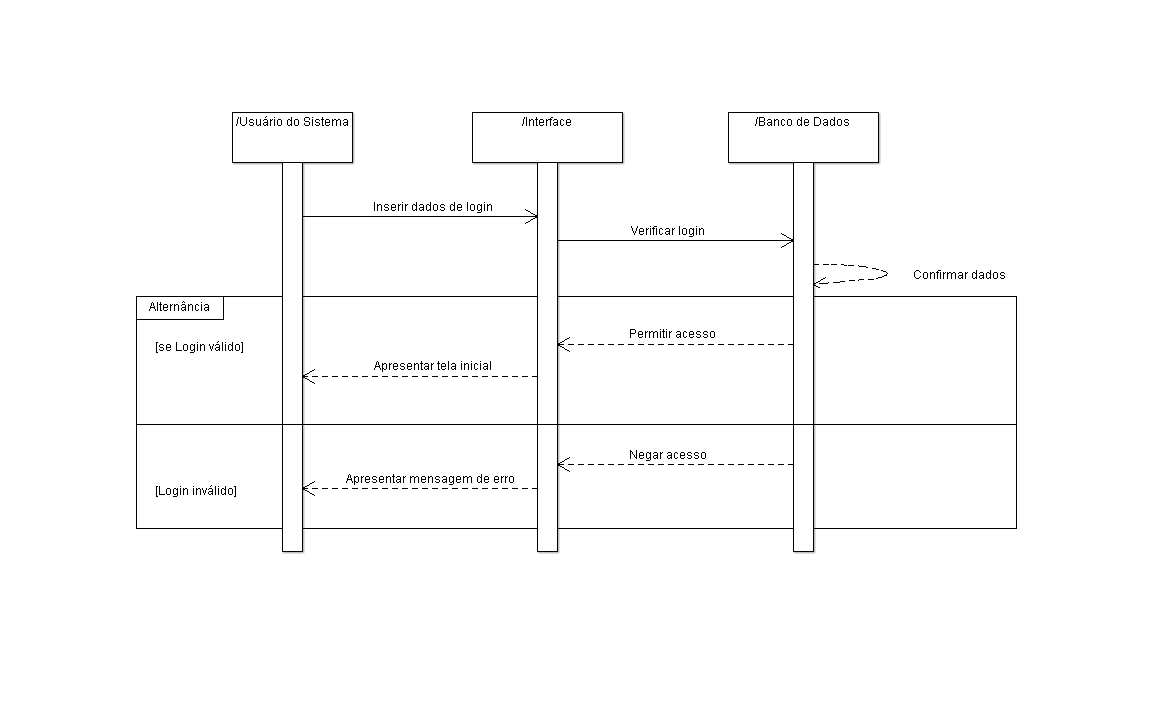 /Usuário do Sistema
/Interface
/Banco de Dados
Inserir dados de login
Verificar login
Confirmar dados
Alternância
Permitir acesso
[se Login válido]
Apresentar tela inicial
Negar acesso
Apresentar mensagem de erro
[Login inválido]